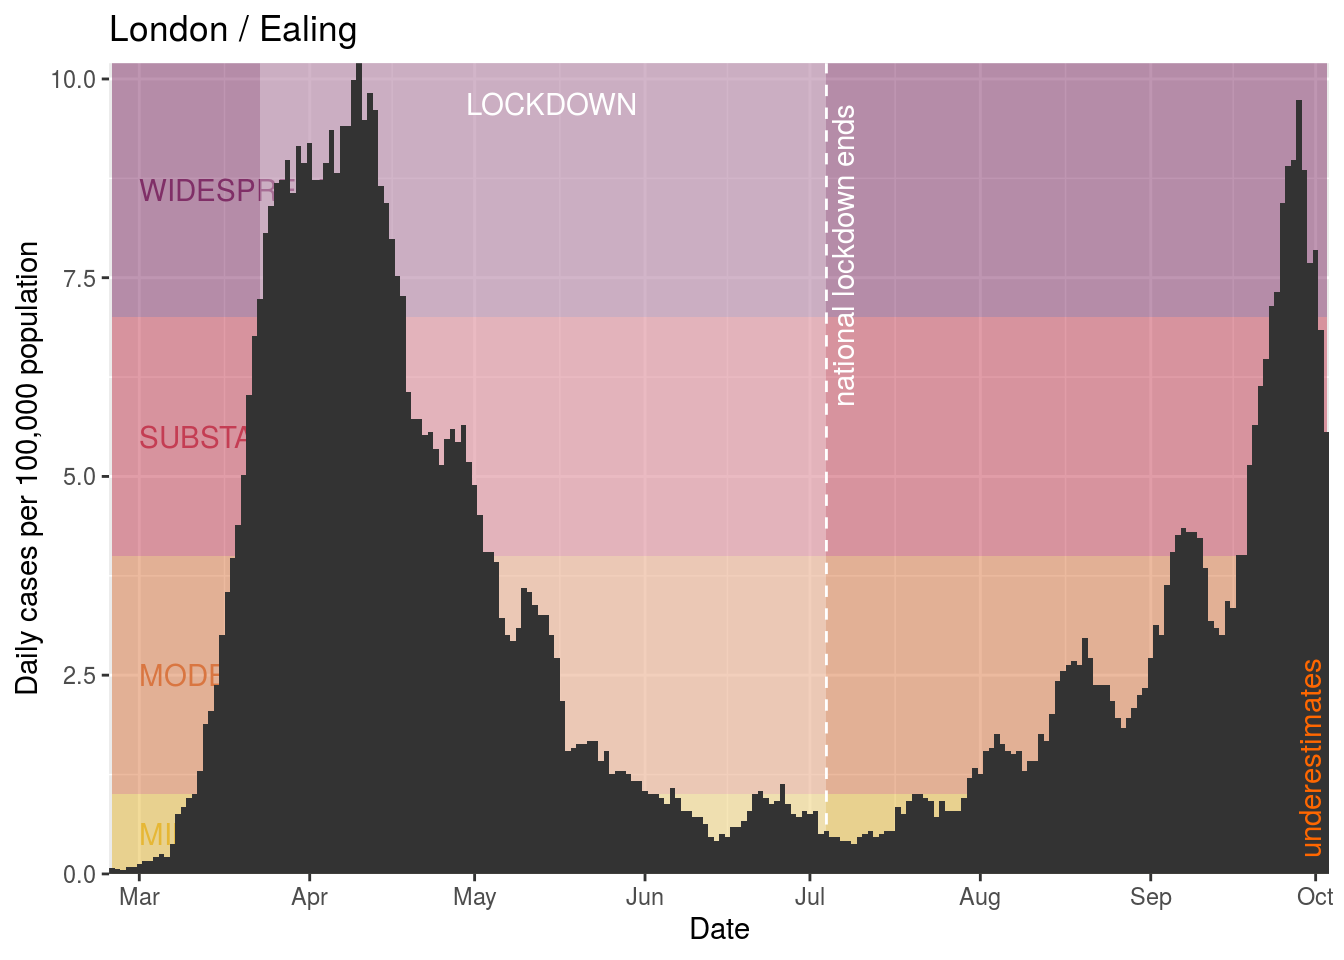 London / Ealing
Daily cases per 100,000 population
10.0
7.5
5.0
2.5
0.0
LOCKDOWN
WIDESPRE
SUBSTA
MODE
MI
national lockdown ends
underestimates
Mar Apr May Jun Jul Aug Sep Oct
Date